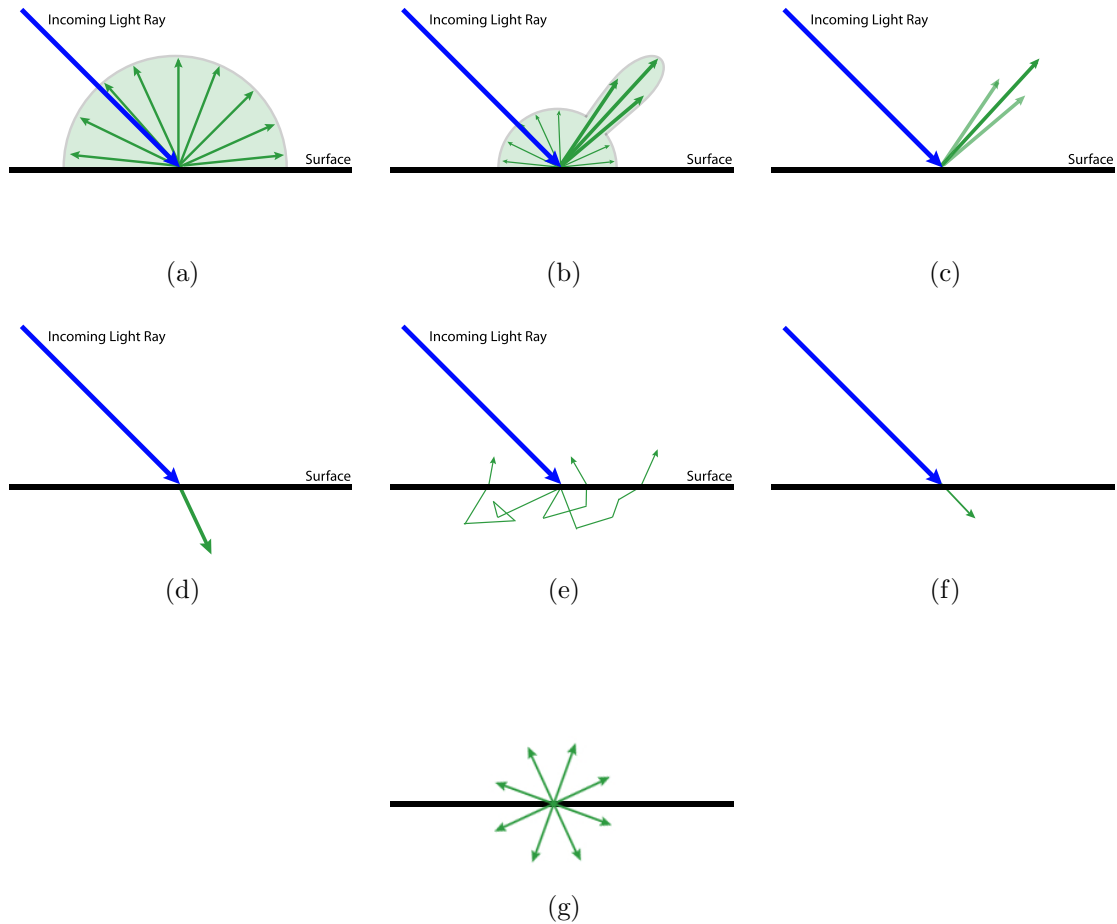 Incoming Light Ray
Surface
(a)
Incoming Light Ray
Surface
(b)
Incoming Light Ray
Surface
(c)
Incoming Light Ray
Surface
(d)
Incoming Light Ray
Surface
(e)
(f)
(g)